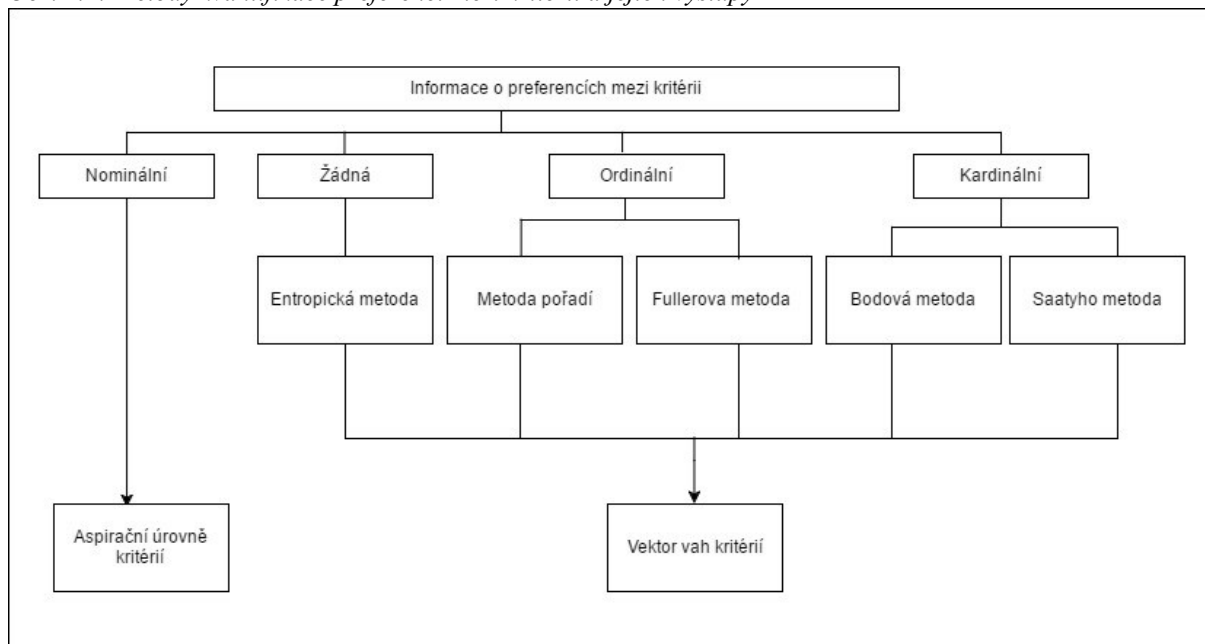 Informace o preferencích mezi kritérii
Nominální
Žádná
Ordinální
Kardinální
Entropická metoda
Metoda pořadí
Fullerova metoda
Bodová metoda
Saatyho metoda
Aspirační úrovně
kritérií
Vektor vah kritérií